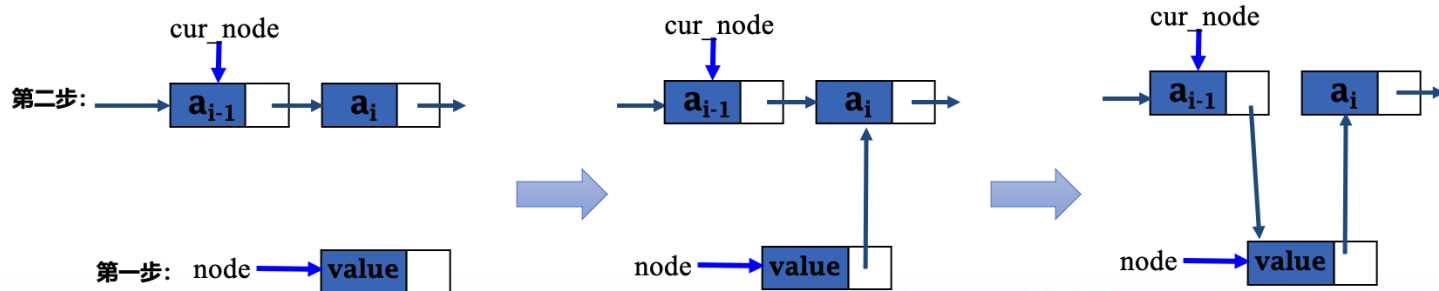 cur_node
第二步: a_{i-1} a_i
第一步: node value
cur_node
a_{i-1} a_i
node value
cur_node
a_{i-1} a_i
node value